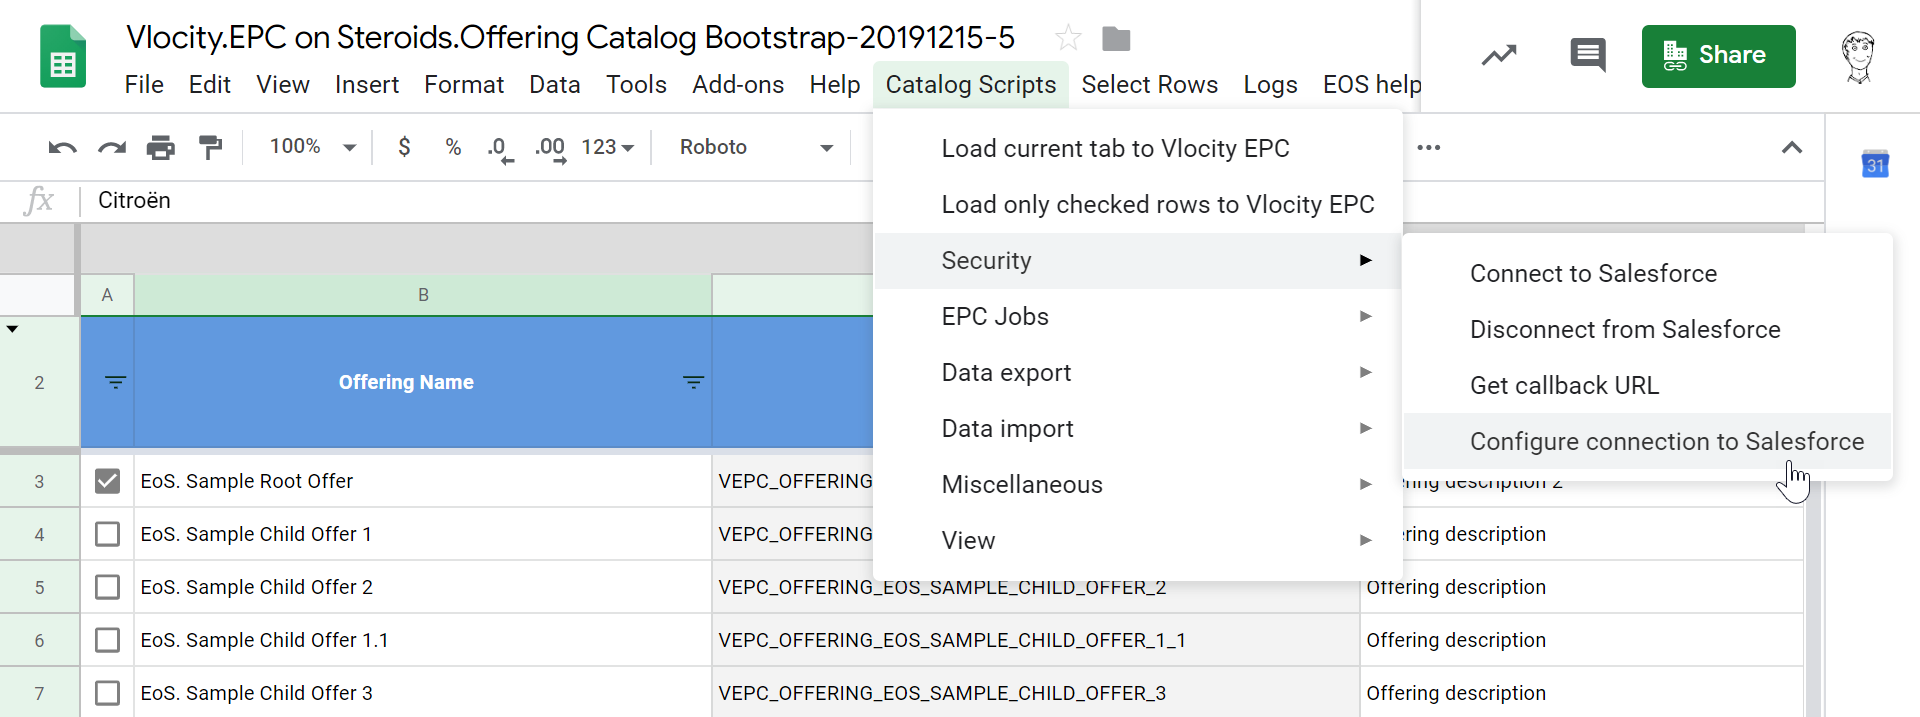 Vlocity.EPC on Steroids.Offering Catalog Bootstrap-20191215-5
File Edit View Insert Format Data Tools Add-ons Help Catalog Scripts Select Rows Logs EOS help
Share
100% $ % .0 .00 123 Roboto
31
fx Citroën
Load current tab to Vlocity EPC
Load only checked rows to Vlocity EPC
Security
EPC Jobs
Data export
Data import
Miscellaneous
View
Connect to Salesforce
Disconnect from Salesforce
Get callback URL
Configure connection to Salesforce
A B
2 Offering Name
3 EoS. Sample Root Offer VEPC_OFFERING description 2
4 EoS. Sample Child Offer 1 VEPC_OFFERING ring description
5 EoS. Sample Child Offer 2 VEPC_OFFERING_EOS_SAMPLE_CHILD_OFFER_2 Offering description
6 EoS. Sample Child Offer 1.1 VEPC_OFFERING_EOS_SAMPLE_CHILD_OFFER_1_1 Offering description
7 EoS. Sample Child Offer 3 VEPC_OFFERING_EOS_SAMPLE_CHILD_OFFER_3 Offering description